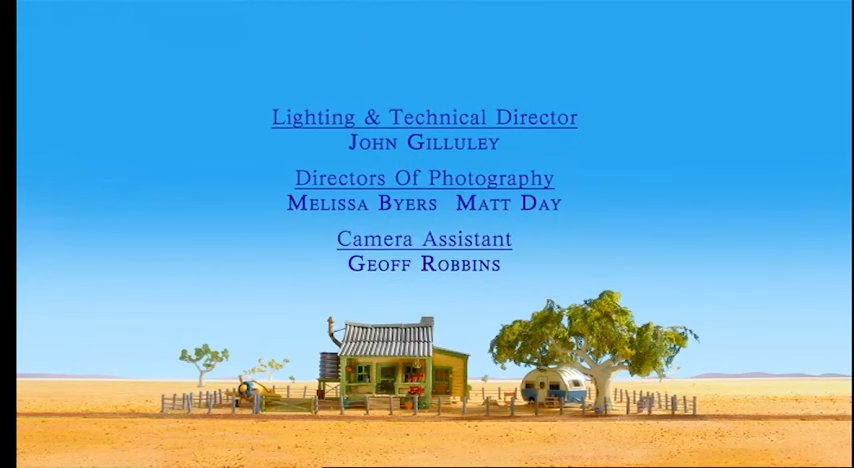 Lighting & Technical Director
John Gilluley
Directors Of Photography
Melissa Byers  Matt Day
Camera Assistant
Geoff Robbins